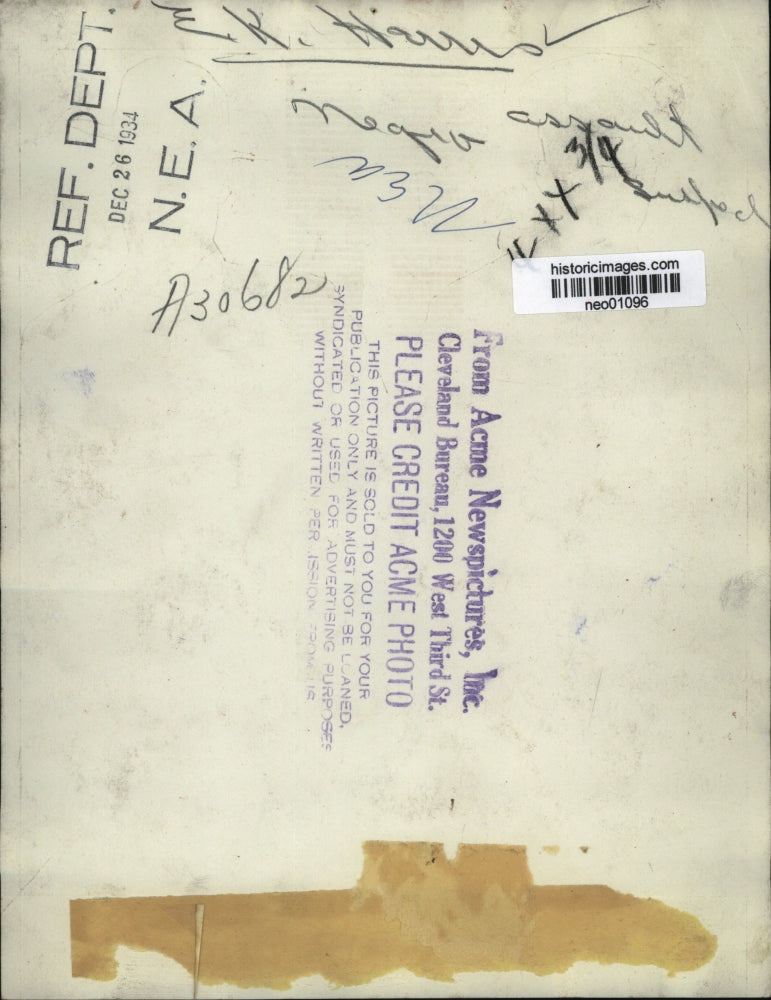 E.K. Harris
Negro assault
NEA
REF. DEPT.
DEC 26 1934
N. E. A.
A30682
historicimages.com
neo01096
From Acme Newspictures, Inc.
Cleveland Bureau, 1200 West Third St.
PLEASE CREDIT ACME PHOTO
THIS PICTURE IS SOLD TO YOU FOR YOUR
PUBLICATION ONLY AND MUST NOT BE LOANED,
SYNDICATED OR USED FOR ADVERTISING PURPOSES
WITHOUT WRITTEN PERMISSION FROM US